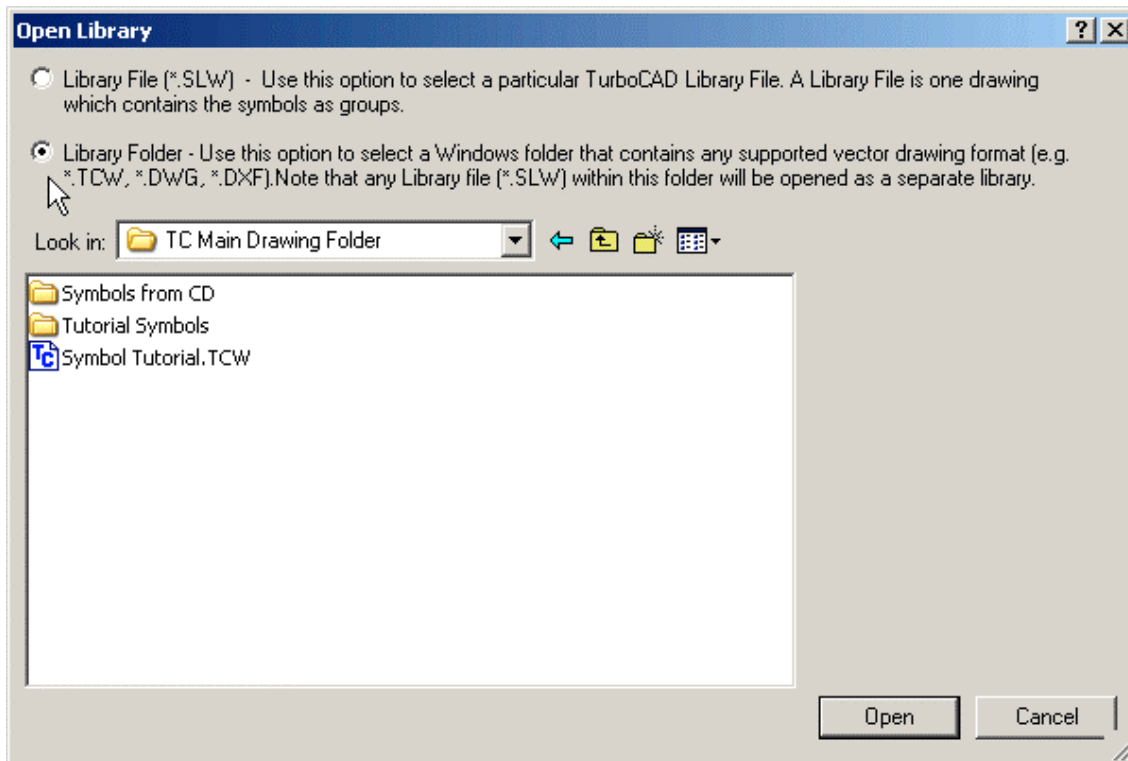 Open Library
Library File (*.SLW)  -  Use this option to select a particular TurboCAD Library File. A Library File is one drawing
which contains the symbols as groups.
Library Folder - Use this option to select a Windows folder that contains any supported vector drawing format (e.g.
*.TCW, *.DWG, *.DXF).Note that any Library file (*.SLW) within this folder will be opened as a separate library.
Look in: TC Main Drawing Folder
Symbols from CD
Tutorial Symbols
TC Symbol Tutorial.TCW
Open Cancel